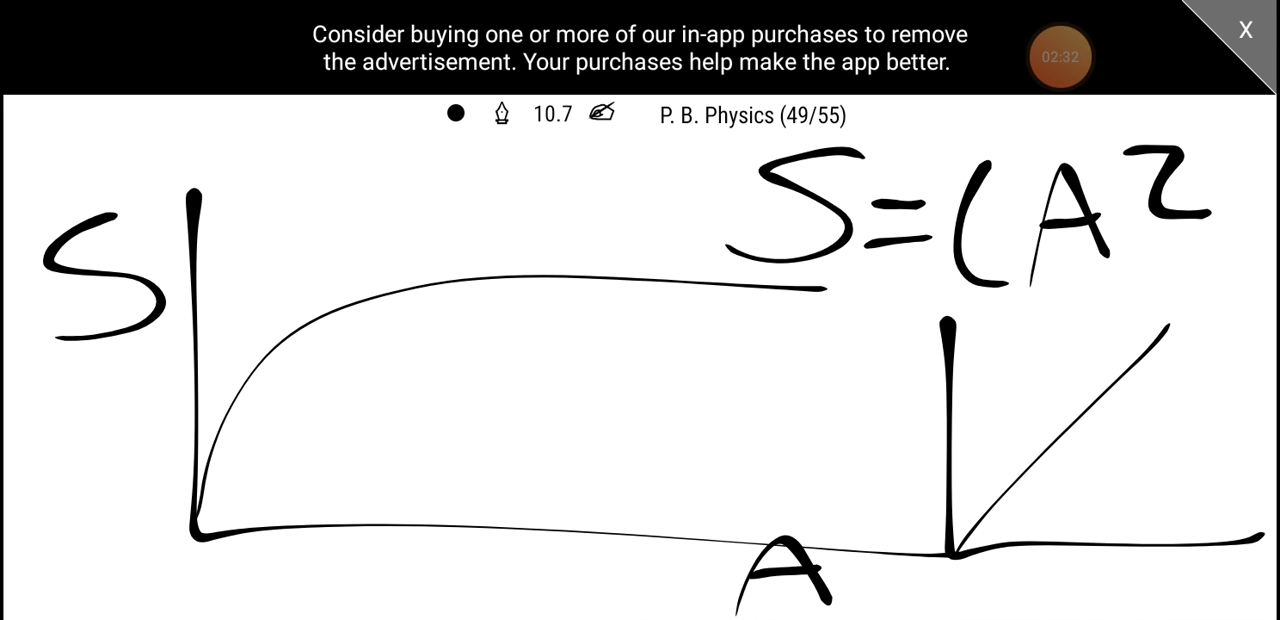 Consider buying one or more of our in-app purchases to remove
the advertisement. Your purchases help make the app better.
02:32
X
10.7 P. B. Physics (49/55)
S=(A²
S
A